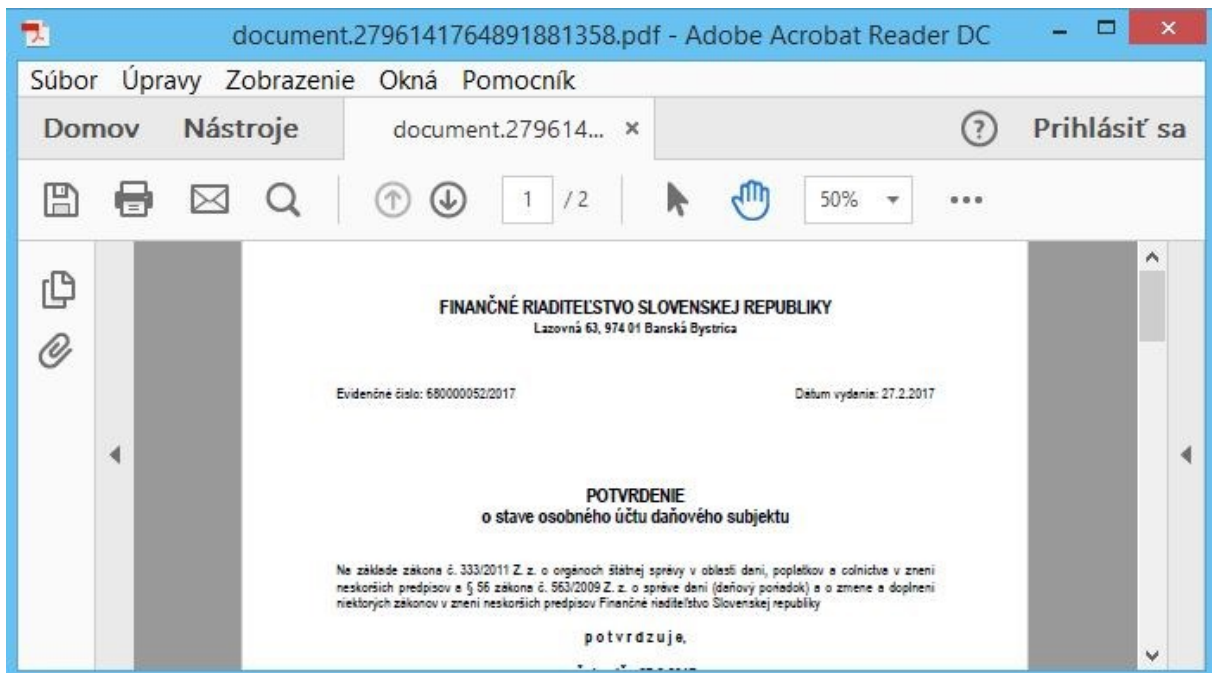 document.2796141764891881358.pdf - Adobe Acrobat Reader DC
Súbor Úpravy Zobrazenie Okná Pomocník
Domov Nástroje document.279614... × ? Prihlásiť sa
1 / 2 50%
FINANČNÉ RIADITEĽSTVO SLOVENSKEJ REPUBLIKY
Lazovná 63, 974 01 Banská Bystrica
Evidenčné číslo: 680000052/2017 Dátum vydania: 27.2.2017
POTVRDENIE
o stave osobného účtu daňového subjektu
Na základe zákona č. 333/2011 Z. z. o orgánoch štátnej správy v oblasti daní, poplatkov a colníctva v znení
neskorších predpisov a § 56 zákona č. 563/2009 Z. z. o správe daní (daňový poriadok) a o zmene a doplnení
niektorých zákonov v znení neskorších predpisov Finančné riaditeľstvo Slovenskej republiky
potvrdzuje,